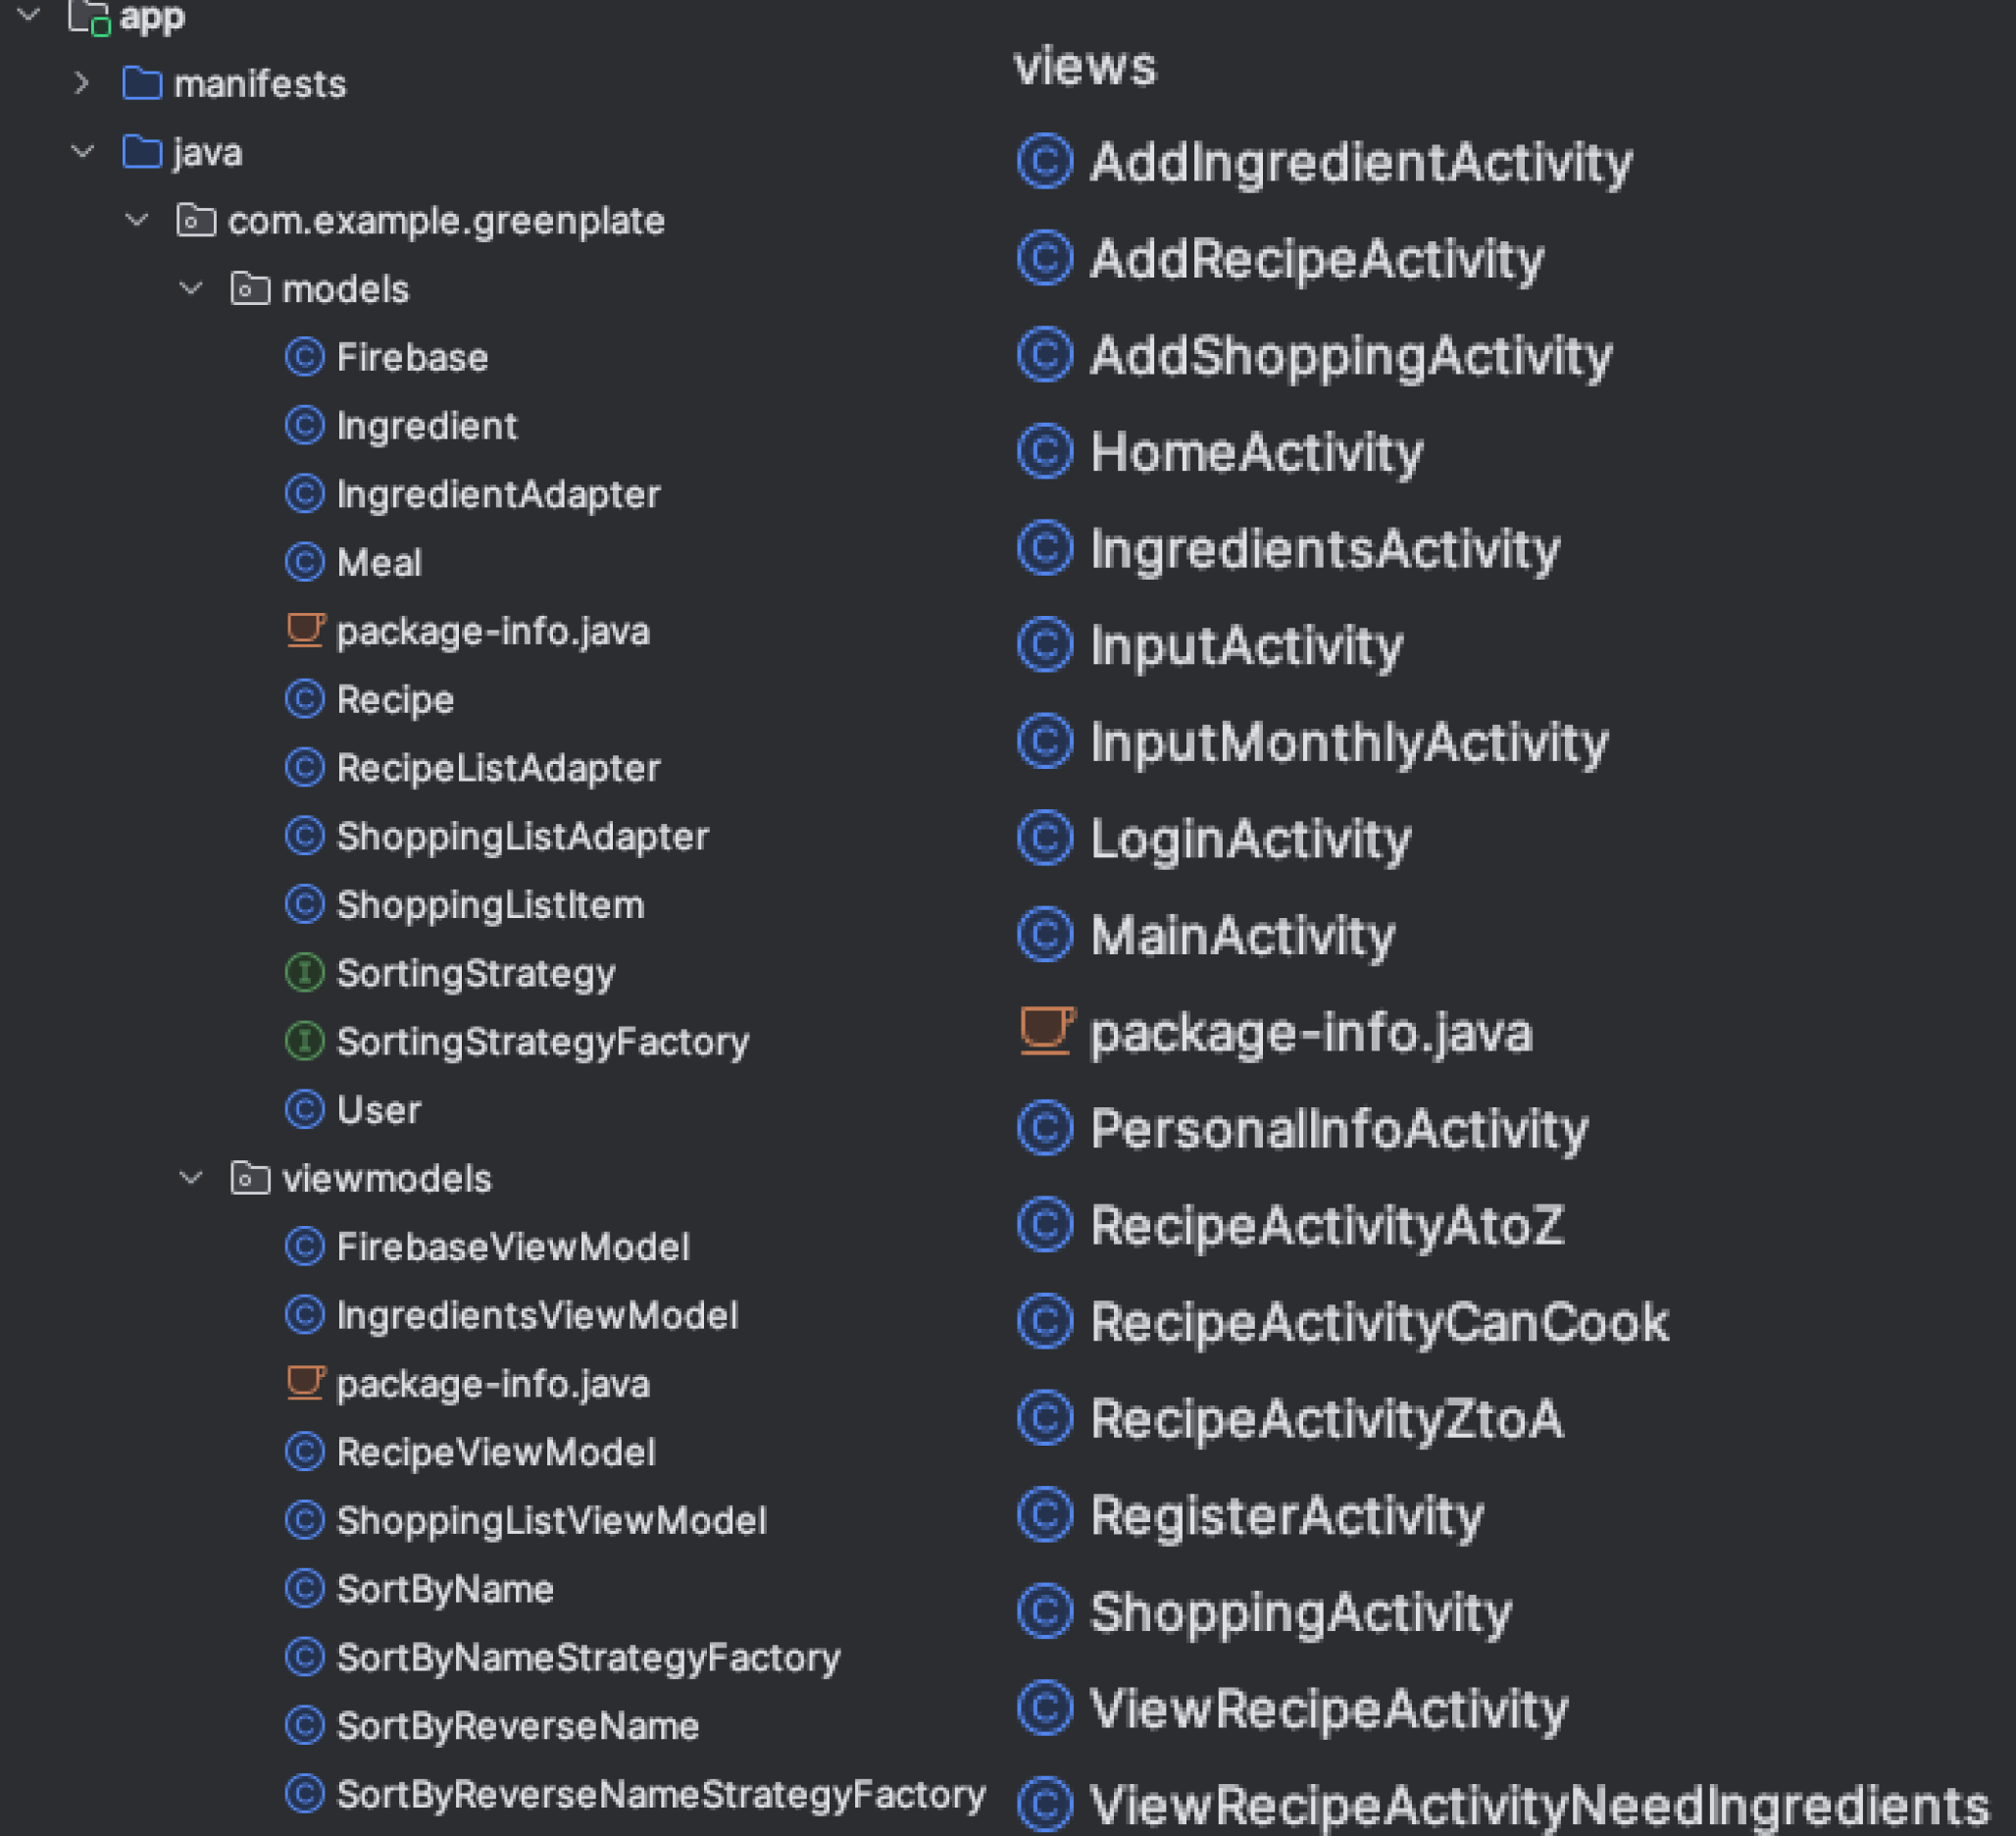 app
manifests
java
com.example.greenplate
models
Firebase
Ingredient
IngredientAdapter
Meal
package-info.java
Recipe
RecipeListAdapter
ShoppingListAdapter
ShoppingListItem
SortingStrategy
SortingStrategyFactory
User
viewmodels
FirebaseViewModel
IngredientsViewModel
package-info.java
RecipeViewModel
ShoppingListViewModel
SortByName
SortByNameStrategyFactory
SortByReverseName
SortByReverseNameStrategyFactory
views
AddIngredientActivity
AddRecipeActivity
AddShoppingActivity
HomeActivity
IngredientsActivity
InputActivity
InputMonthlyActivity
LoginActivity
MainActivity
package-info.java
PersonalInfoActivity
RecipeActivityAtoZ
RecipeActivityCanCook
RecipeActivityZtoA
RegisterActivity
ShoppingActivity
ViewRecipeActivity
ViewRecipeActivityNeedIngredients